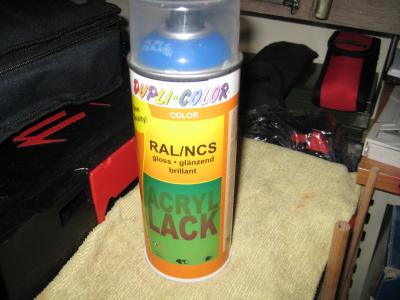 DUPLI-COLOR
COLOR
RAL/NCS
gloss • glänzend
brillant
ACRYL
LACK